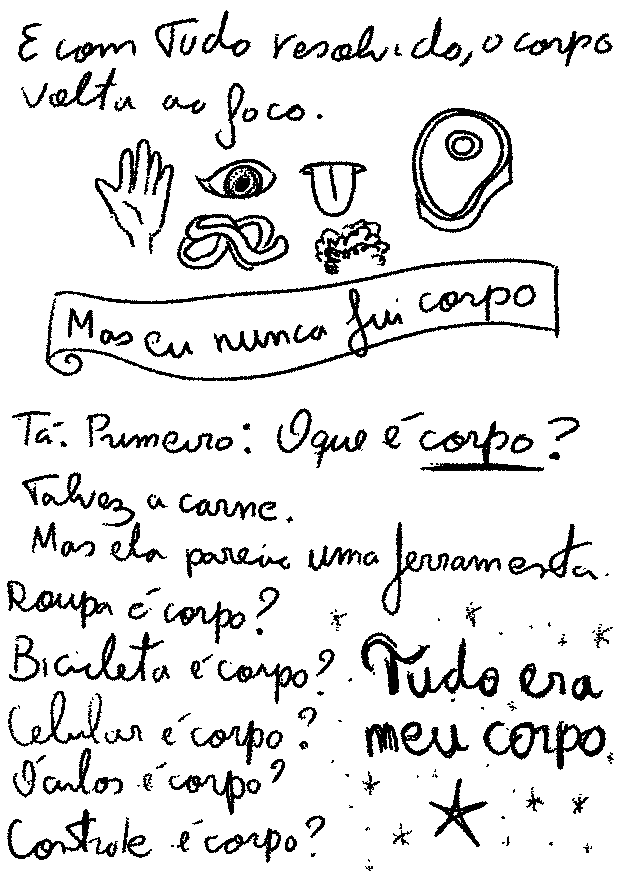 E com Tudo resolvido, o corpo
volta ao foco.
Mas eu nunca fui corpo
Tá. Primeiro: O que é corpo?
Talvez a carne.
Mas ela parecia uma ferramenta.
Roupa é corpo?
Bicicleta é corpo?
Celular é corpo?
Óculos é corpo?
Controle é corpo?
Tudo era
meu corpo